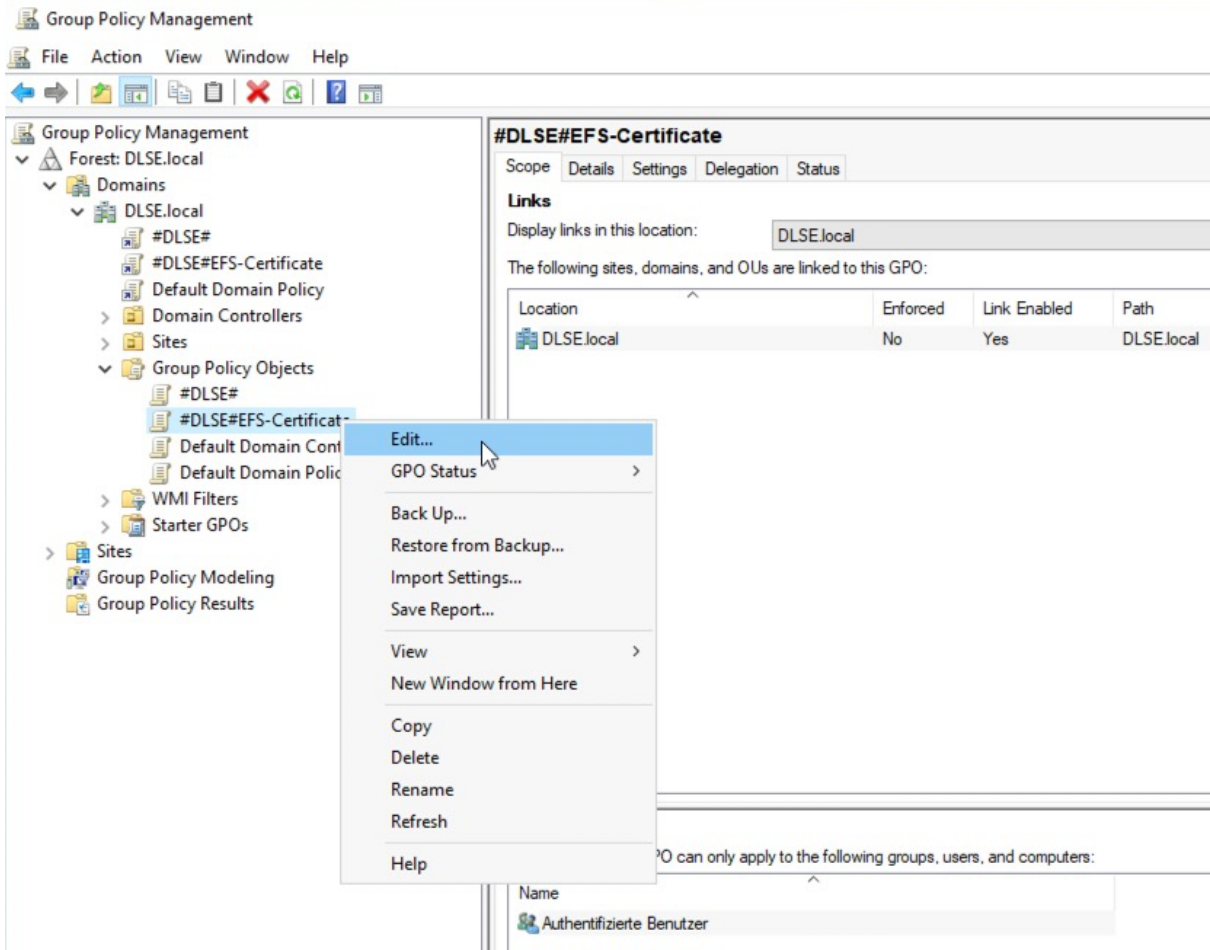 Group Policy Management
File Action View Window Help
Group Policy Management
Forest: DLSE.local
Domains
DLSE.local
#DLSE#
#DLSE#EFS-Certificate
Default Domain Policy
Domain Controllers
Sites
Group Policy Objects
#DLSE#
#DLSE#EFS-Certificate
Default Domain Cont
Default Domain Polic
WMI Filters
Starter GPOs
Sites
Group Policy Modeling
Group Policy Results
Edit...
GPO Status
Back Up...
Restore from Backup...
Import Settings...
Save Report...
View
New Window from Here
Copy
Delete
Rename
Refresh
Help
#DLSE#EFS-Certificate
Scope Details Settings Delegation Status
Links
Display links in this location: DLSE.local
The following sites, domains, and OUs are linked to this GPO:
Location Enforced Link Enabled Path
DLSE.local No Yes DLSE.local
PO can only apply to the following groups, users, and computers:
Name
Authentifizierte Benutzer